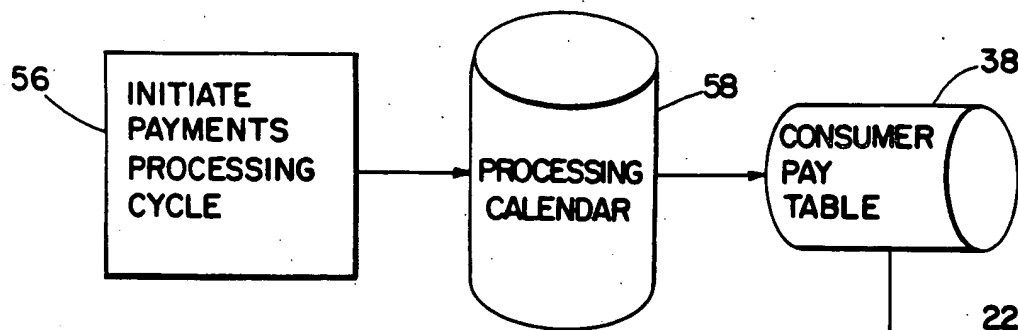 56
INITIATE
PAYMENTS
PROCESSING
CYCLE
PROCESSING
CALENDAR
58
CONSUMER
PAY
TABLE
38
22